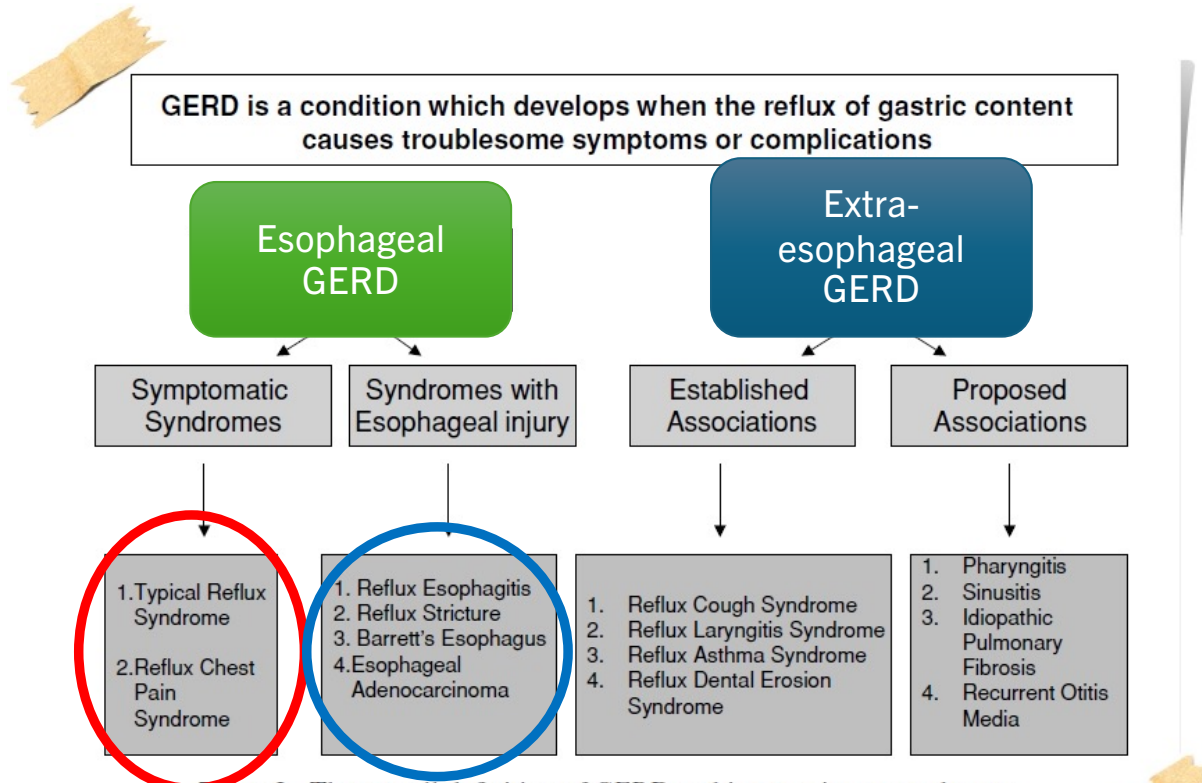 GERD is a condition which develops when the reflux of gastric content
causes troublesome symptoms or complications
Esophageal
GERD
Extra-
esophageal
GERD
Symptomatic
Syndromes
Syndromes with
Esophageal injury
Established
Associations
Proposed
Associations
1.Typical Reflux
Syndrome
2.Reflux Chest
Pain
Syndrome
1. Reflux Esophagitis
2. Reflux Stricture
3. Barrett's Esophagus
4.Esophageal
Adenocarcinoma
1. Reflux Cough Syndrome
2. Reflux Laryngitis Syndrome
3. Reflux Asthma Syndrome
4. Reflux Dental Erosion
Syndrome
1. Pharyngitis
2. Sinusitis
3. Idiopathic
Pulmonary
Fibrosis
4. Recurrent Otitis
Media